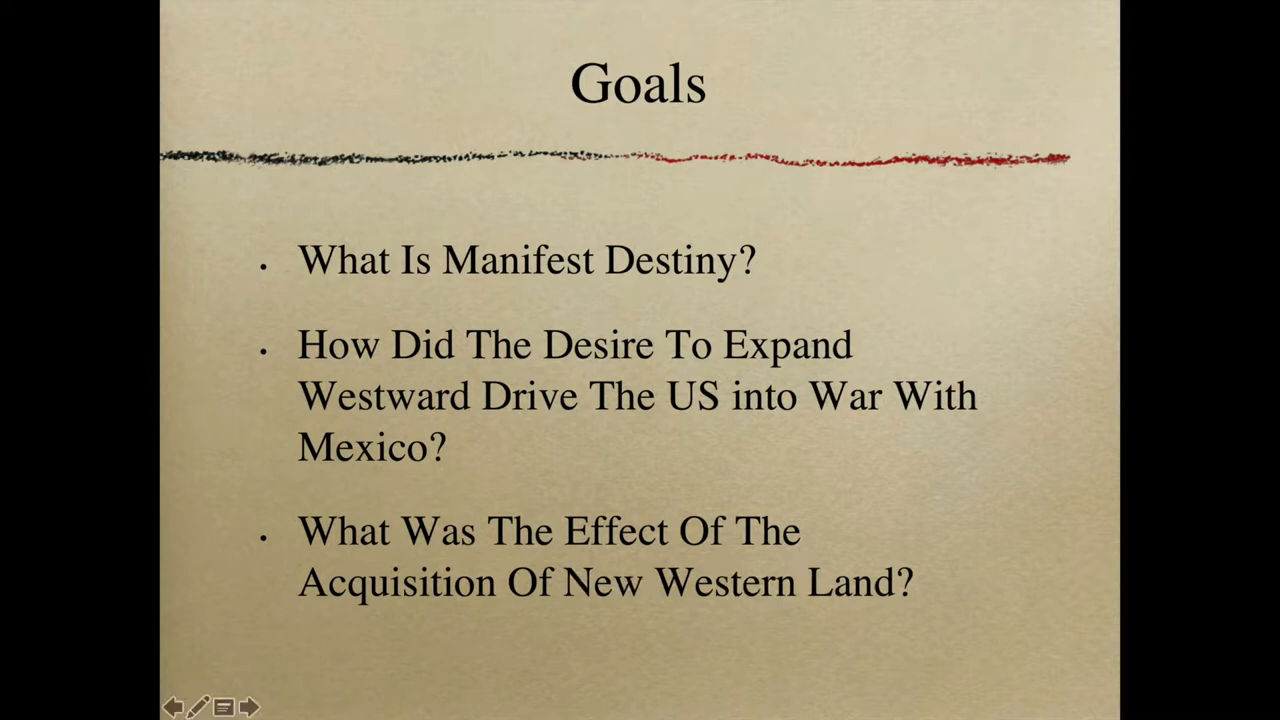 Goals
• What Is Manifest Destiny?
• How Did The Desire To Expand
Westward Drive The US into War With
Mexico?
• What Was The Effect Of The
Acquisition Of New Western Land?